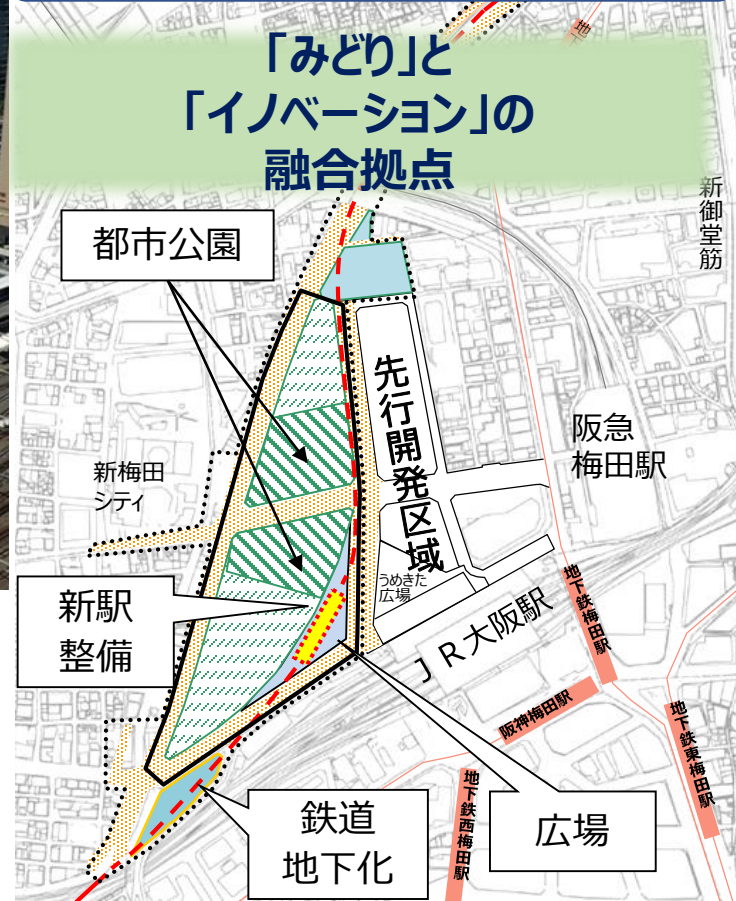 「みどり」と
「イノベーション」の
融合拠点
新御堂筋
都市公園
先行開発区域
阪急
梅田駅
新梅田
シティ
うめきた
広場
新駅
整備
ＪＲ大阪駅
地下鉄梅田駅
阪神梅田駅
地下鉄東梅田駅
地下鉄西梅田駅
鉄道
地下化
広場